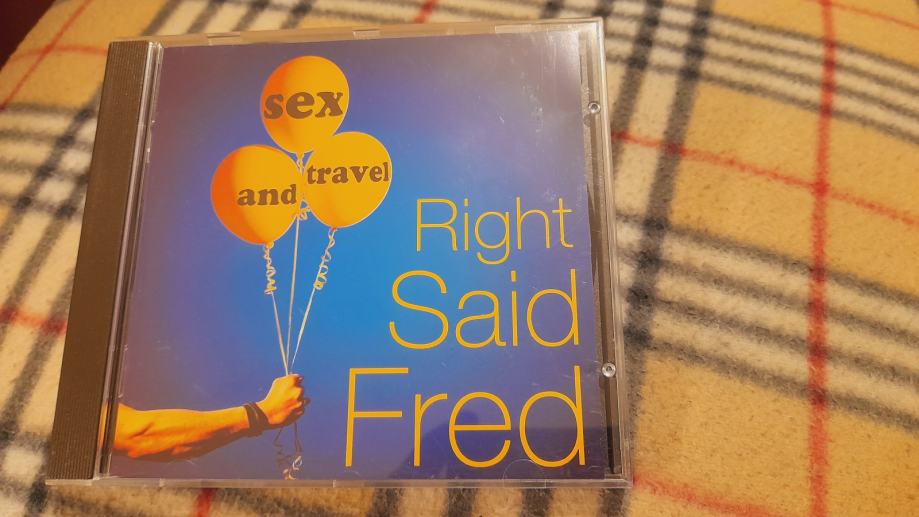 sex
and travel
Right
Said
Fred